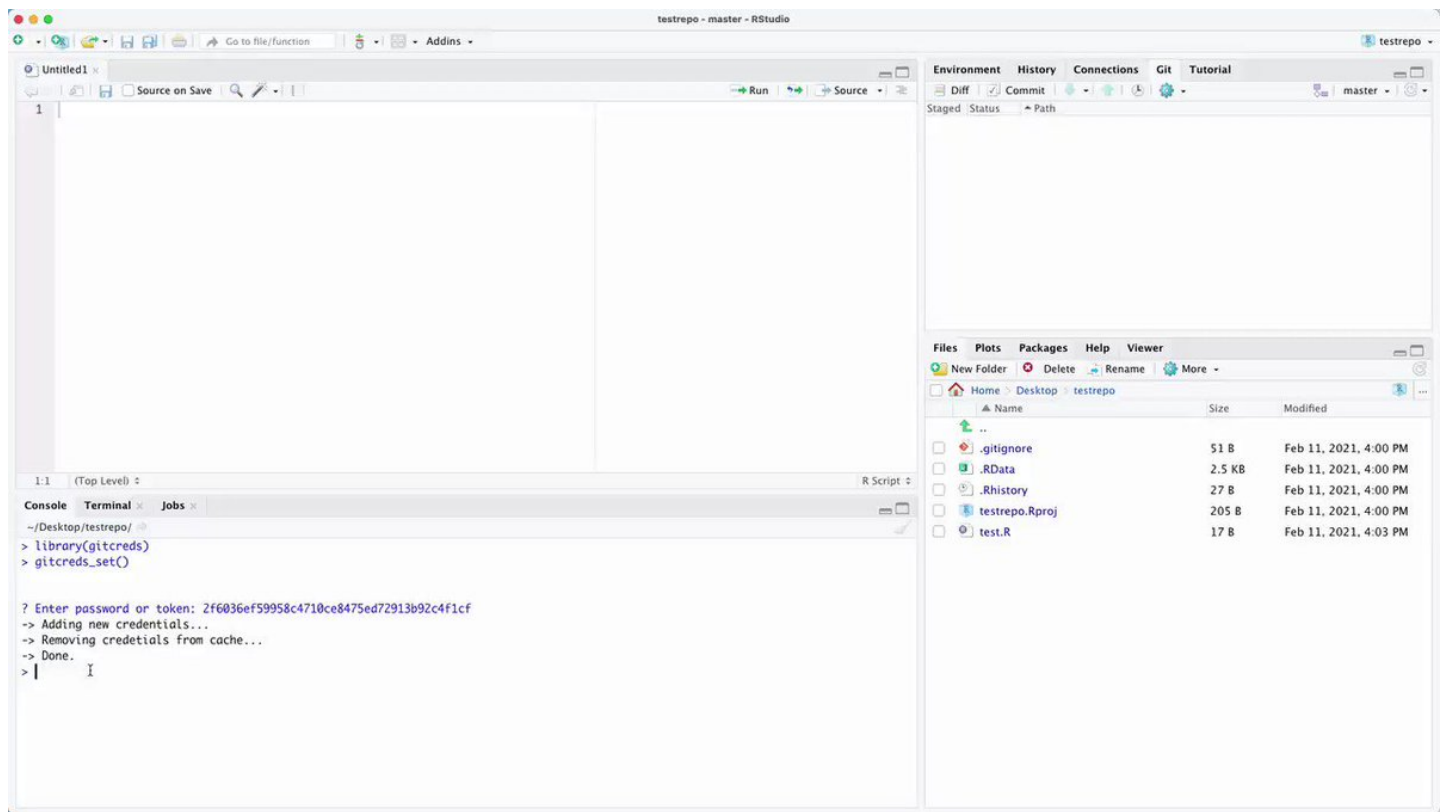 testrepo - master - RStudio
Go to file/function Addins testrepo
Untitled1
Source on Save Run Source
1
1:1 (Top Level) R Script
Console Terminal Jobs
~/Desktop/testrepo/
> library(gitcreds)
> gitcreds_set()
? Enter password or token: 2f6036ef59958c4710ce8475ed72913b92c4f1cf
-> Adding new credentials...
-> Removing credetials from cache...
-> Done.
>
Environment History Connections Git Tutorial
Diff Commit master
Staged Status Path
Files Plots Packages Help Viewer
New Folder Delete Rename More
Home Desktop testrepo ...
Name Size Modified
..
.gitignore 51 B Feb 11, 2021, 4:00 PM
.RData 2.5 KB Feb 11, 2021, 4:00 PM
.Rhistory 27 B Feb 11, 2021, 4:00 PM
testrepo.Rproj 205 B Feb 11, 2021, 4:00 PM
test.R 17 B Feb 11, 2021, 4:03 PM